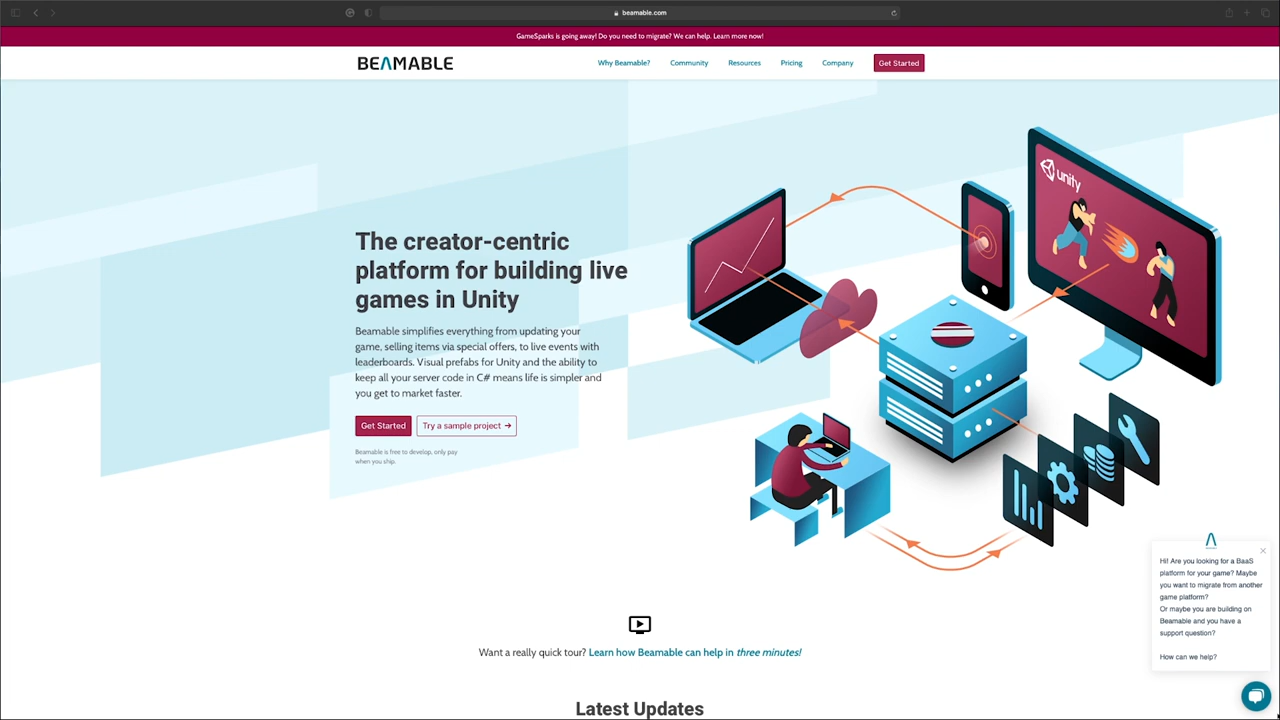 beamable.com
GameSparks is going away! Do you need to migrate? We can help. Learn more now!
BEAMABLE
Why Beamable?
Community
Resources
Pricing
Company
Get Started
The creator-centric
platform for building live
games in Unity
Beamable simplifies everything from updating your
game, selling items via special offers, to live events with
leaderboards. Visual prefabs for Unity and the ability to
keep all your server code in C# means life is simpler and
you get to market faster.
Get Started
Try a sample project →
Beamable is free to develop, only pay
when you ship.
unity
Hi! Are you looking for a BaaS
platform for your game? Maybe
you want to migrate from another
game platform?
Or maybe you are building on
Beamable and you have a
support question?
How can we help?
Want a really quick tour? Learn how Beamable can help in three minutes!
Latest Updates